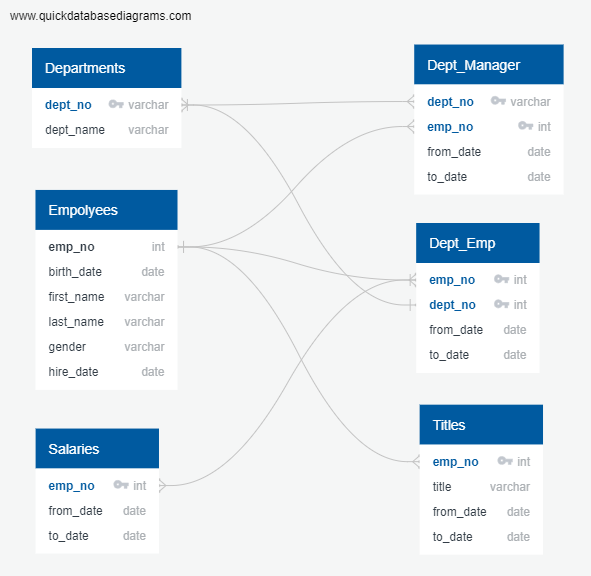 www.quickdatabasediagrams.com
Departments
dept_no varchar
dept_name varchar
Empolyees
emp_no int
birth_date date
first_name varchar
last_name varchar
gender varchar
hire_date date
Salaries
emp_no int
from_date date
to_date date
Dept_Manager
dept_no varchar
emp_no int
from_date date
to_date date
Dept_Emp
emp_no int
dept_no int
from_date date
to_date date
Titles
emp_no int
title varchar
from_date date
to_date date